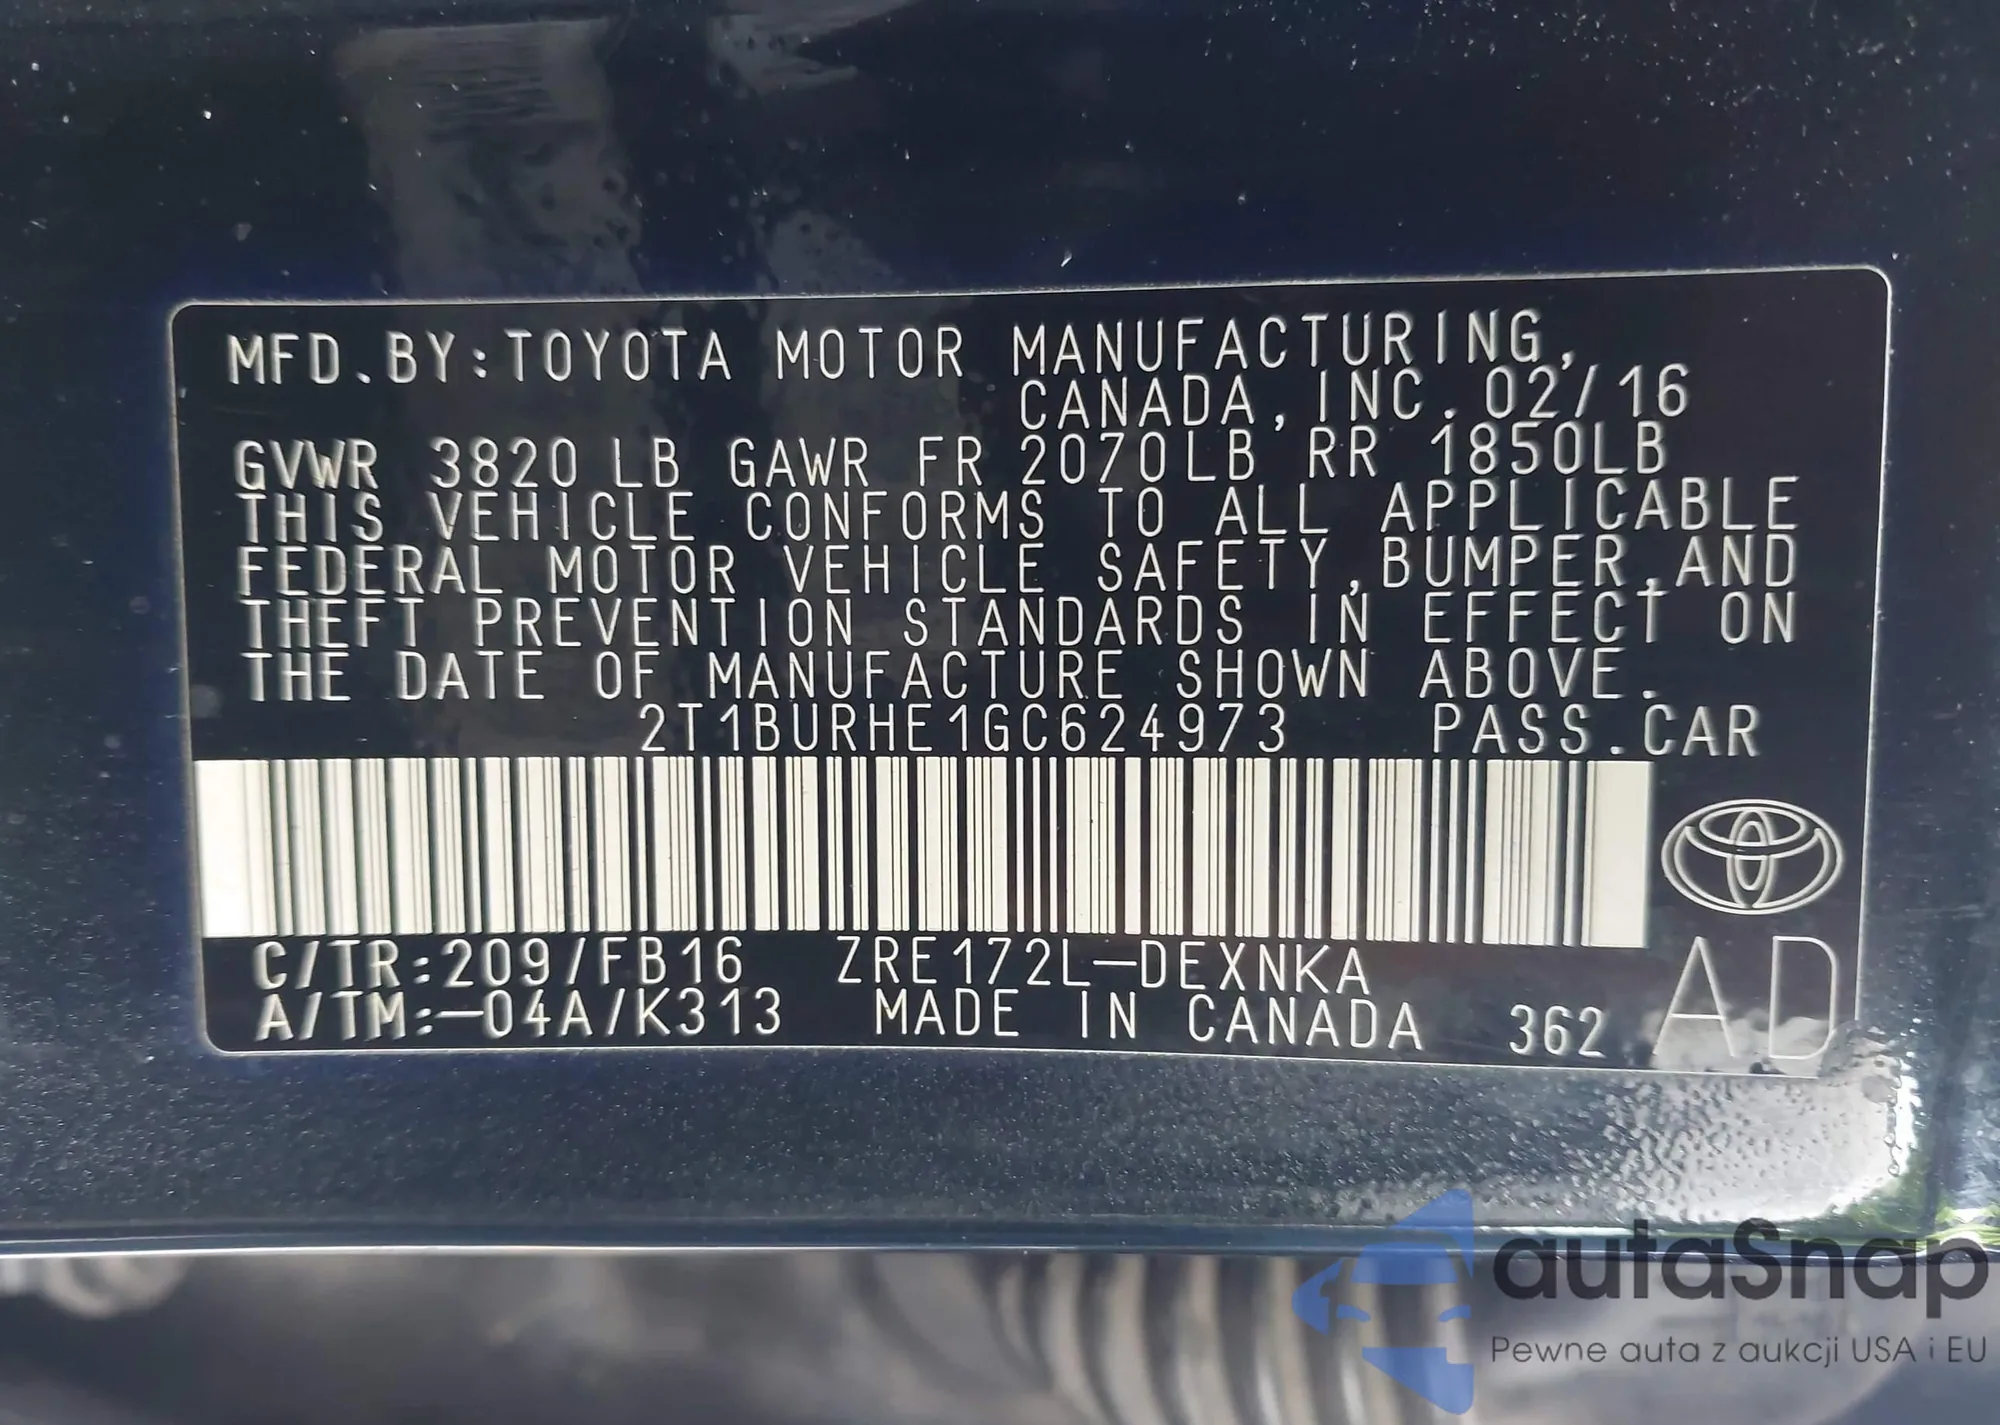 MFD.BY:TOYOTA MOTOR MANUFACTURING,
CANADA,INC.02/16
GVWR 3820 LB GAWR FR 2070LB RR 1850LB
THIS VEHICLE CONFORMS TO ALL APPLICABLE
FEDERAL MOTOR VEHICLE SAFETY,BUMPER,AND
THEFT PREVENTION STANDARDS IN EFFECT ON
THE DATE OF MANUFACTURE SHOWN ABOVE.
2T1BURHE1GC624973 PASS.CAR
C/TR:209/FB16 ZRE172L-DEXNKA
A/TM:-04A/K313 MADE IN CANADA 362 AD
autaSnap
Pewne auta z aukcji USA i EU